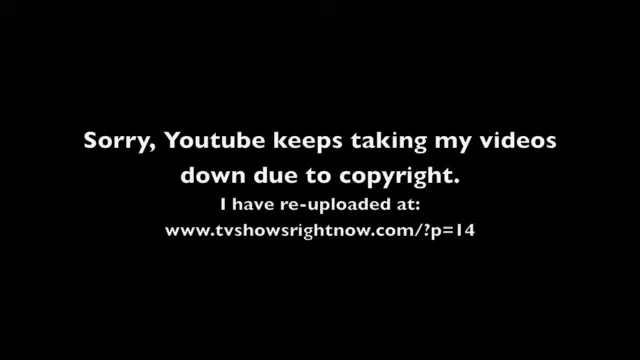 Sorry, Youtube keeps taking my videos
down due to copyright.
I have re-uploaded at:
www.tvshowsrightnow.com/?p=14